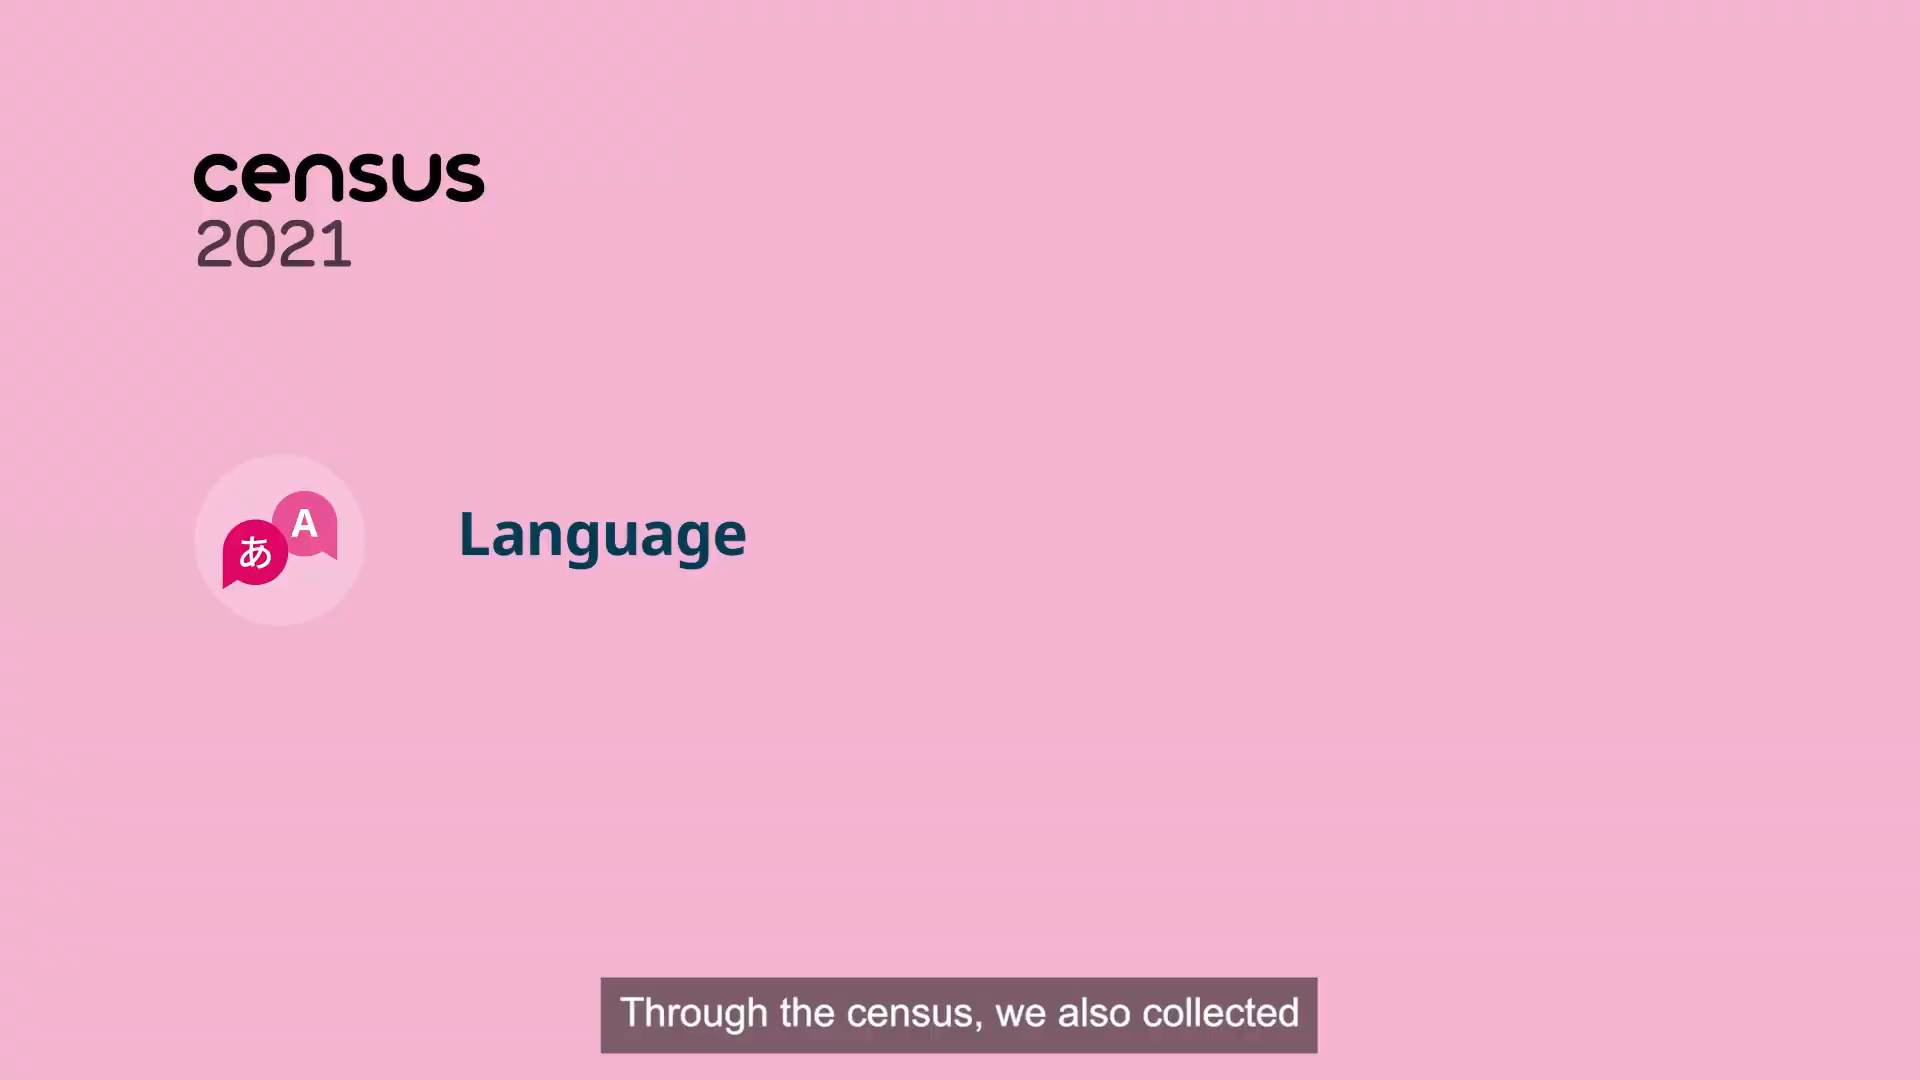 census
2021
あ
A
Language
Through the census, we also collected